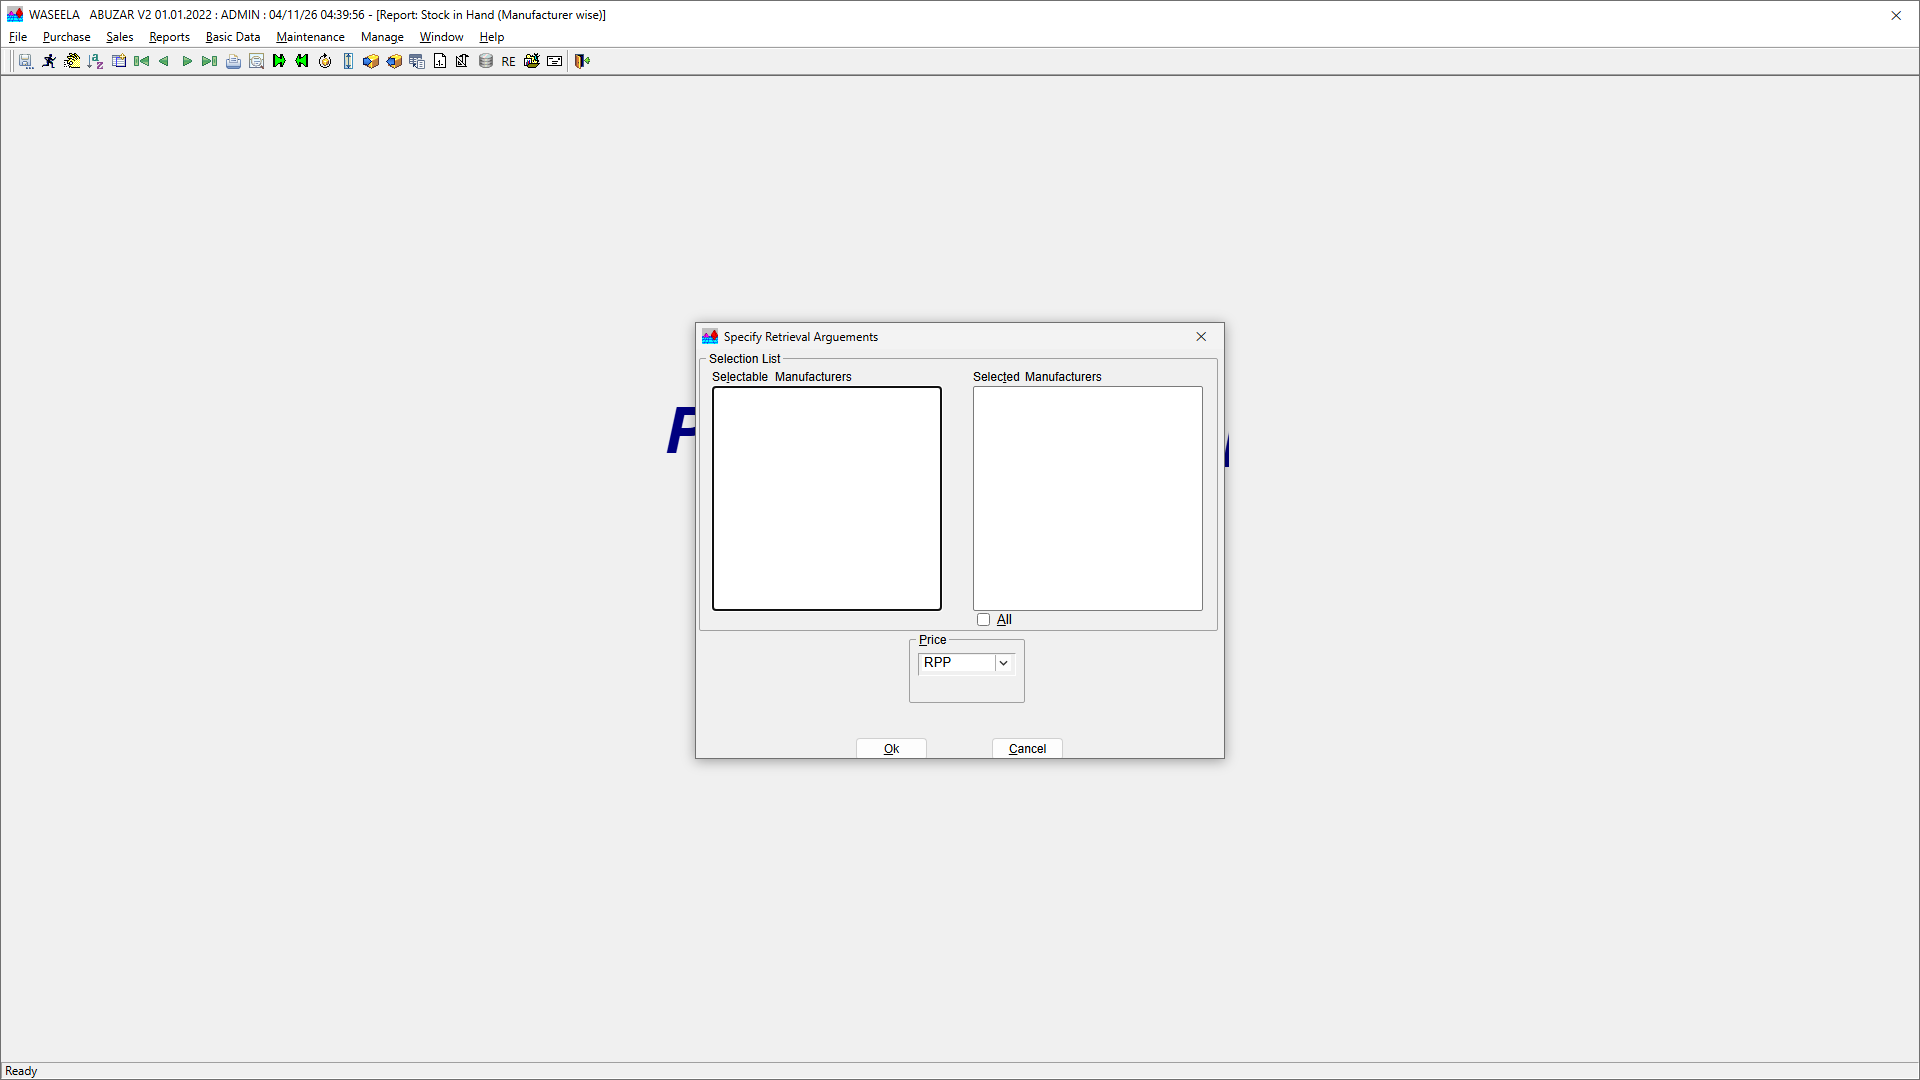 WASEELA ABUZAR V2 01.01.2022 : ADMIN : 04/11/26 04:39:56 - [Report: Stock in Hand (Manufacturer wise)]
File Purchase Sales Reports Basic Data Maintenance Manage Window Help
RE
Specify Retrieval Arguements
Selection List
Selectable Manufacturers
Selected Manufacturers
All
Price
RPP
Ok Cancel
Ready